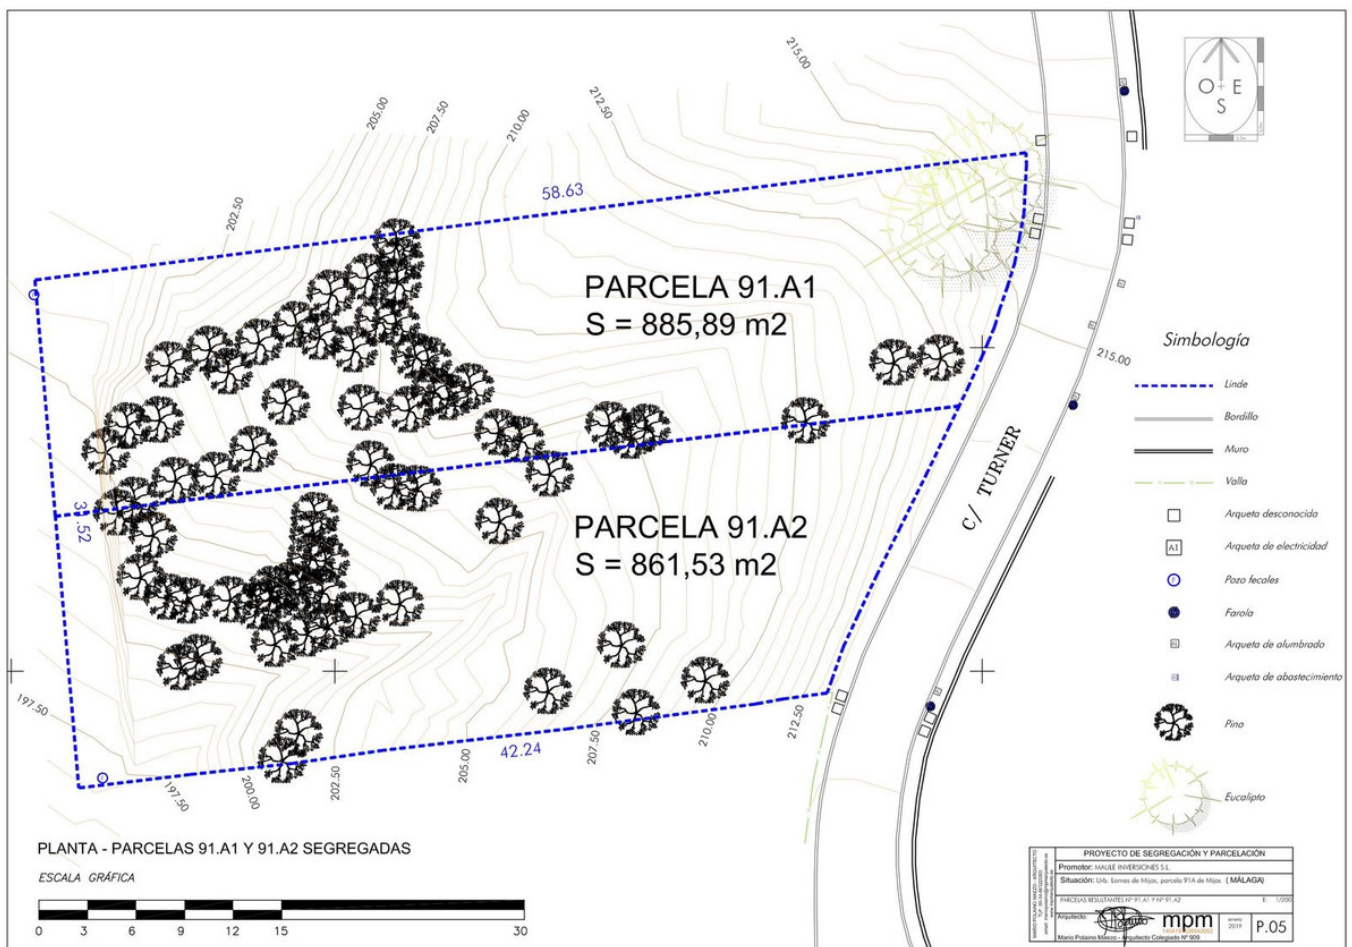 215.00
212.50
210.00
207.50
205.00
202.50
58.63
O + E
S
PARCELA 91.A1
S = 885,89 m2
215.00
C/ TURNER
PARCELA 91.A2
S = 861,53 m2
42.24
197.50
197.50
200.00
202.50
205.00
207.50
210.00
212.50
Simbología
Linde
Bordillo
Muro
Valla
Arqueta desconocida
Arqueta de electricidad
Pozo fecales
Farola
Arqueta de alumbrado
Arqueta de abastecimiento
Pino
Eucalipto
PLANTA - PARCELAS 91.A1 Y 91.A2 SEGREGADAS
ESCALA GRÁFICA
0 3 6 9 12 15 30
PROYECTO DE SEGREGACIÓN Y PARCELACIÓN
Promotor: MAULE INVERSIONES S.L.
Situación: Urb. Lomas de Mijas, parcela 91A de Mijas ( MÁLAGA)
PARCELAS RESULTANTES Nº 91.A1 Y Nº 91.A2 E: 1/200
Arquitecto:
mpm
enero
2019
P.05
Mario Polaino Maezo - Arquitecto Colegiado Nº 909